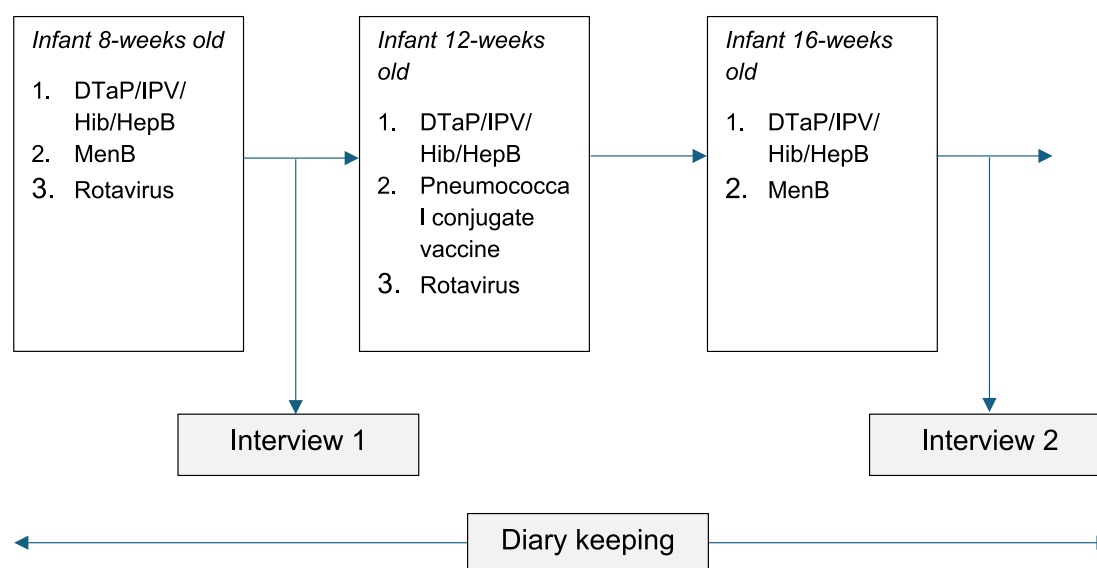 Infant 8-weeks old
1. DTaP/IPV/
Hib/HepB
2. MenB
3. Rotavirus
Infant 12-weeks
old
1. DTaP/IPV/
Hib/HepB
2. Pneumococca
l conjugate
vaccine
3. Rotavirus
Infant 16-weeks
old
1. DTaP/IPV/
Hib/HepB
2. MenB
Interview 1
Interview 2
Diary keeping